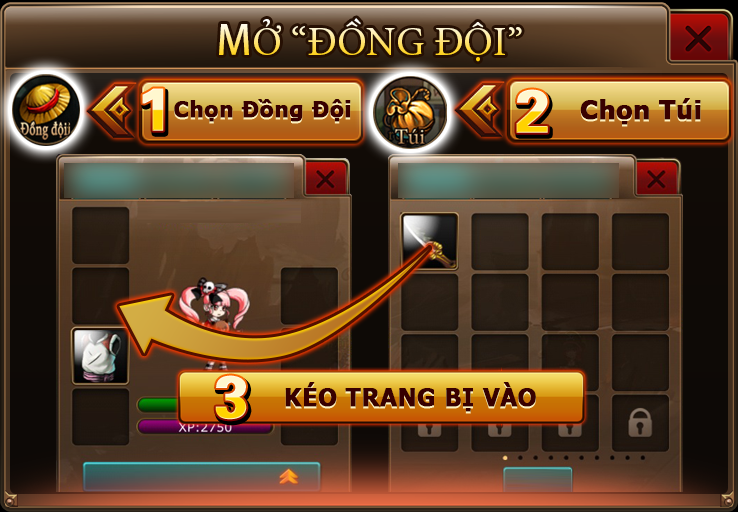 MỞ “ĐỒNG ĐỘI”
Đồng đội
1 Chọn Đồng Đội
Túi
2 Chọn Túi
3 KÉO TRANG BỊ VÀO
XP:2750